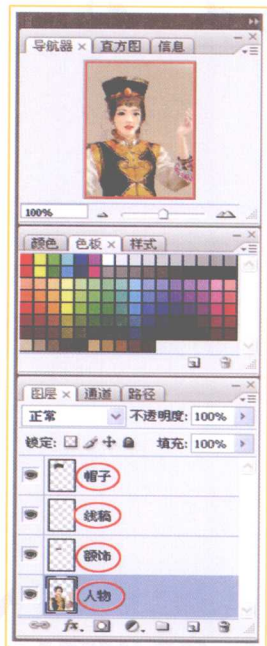 导航器 × 直方图 信息
100%
颜色 色板 × 样式
图层 × 通道 路径
正常 不透明度: 100%
锁定: 填充: 100%
帽子
线稿
额饰
人物
fx.